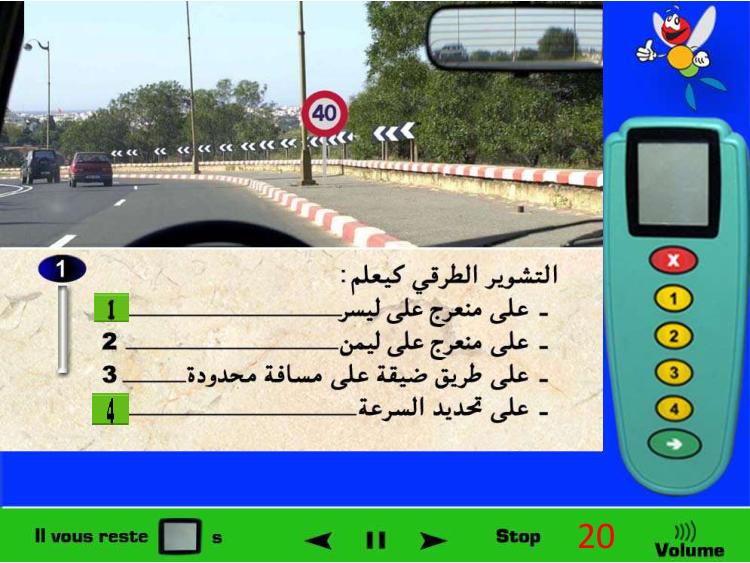 40
1
التشوير الطرقي كيعلم:
- على منعرج على ليسر 1
- على منعرج على ليمن 2
- على طريق ضيقة على مسافة محدودة 3
- على تحديد السرعة 4
X
1
2
3
4
Il vous reste s
Stop
20
Volume